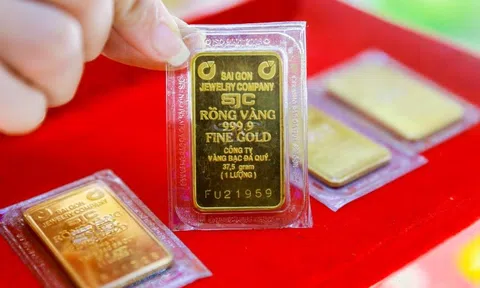 SAI GON
JEWELRY COMPANY
SJC
RỒNG VÀNG
999.9
FINE GOLD
CÔNG TY
VÀNG BẠC ĐÁ QUÝ
37,5 gram
(1 LƯỢNG)
FU21959